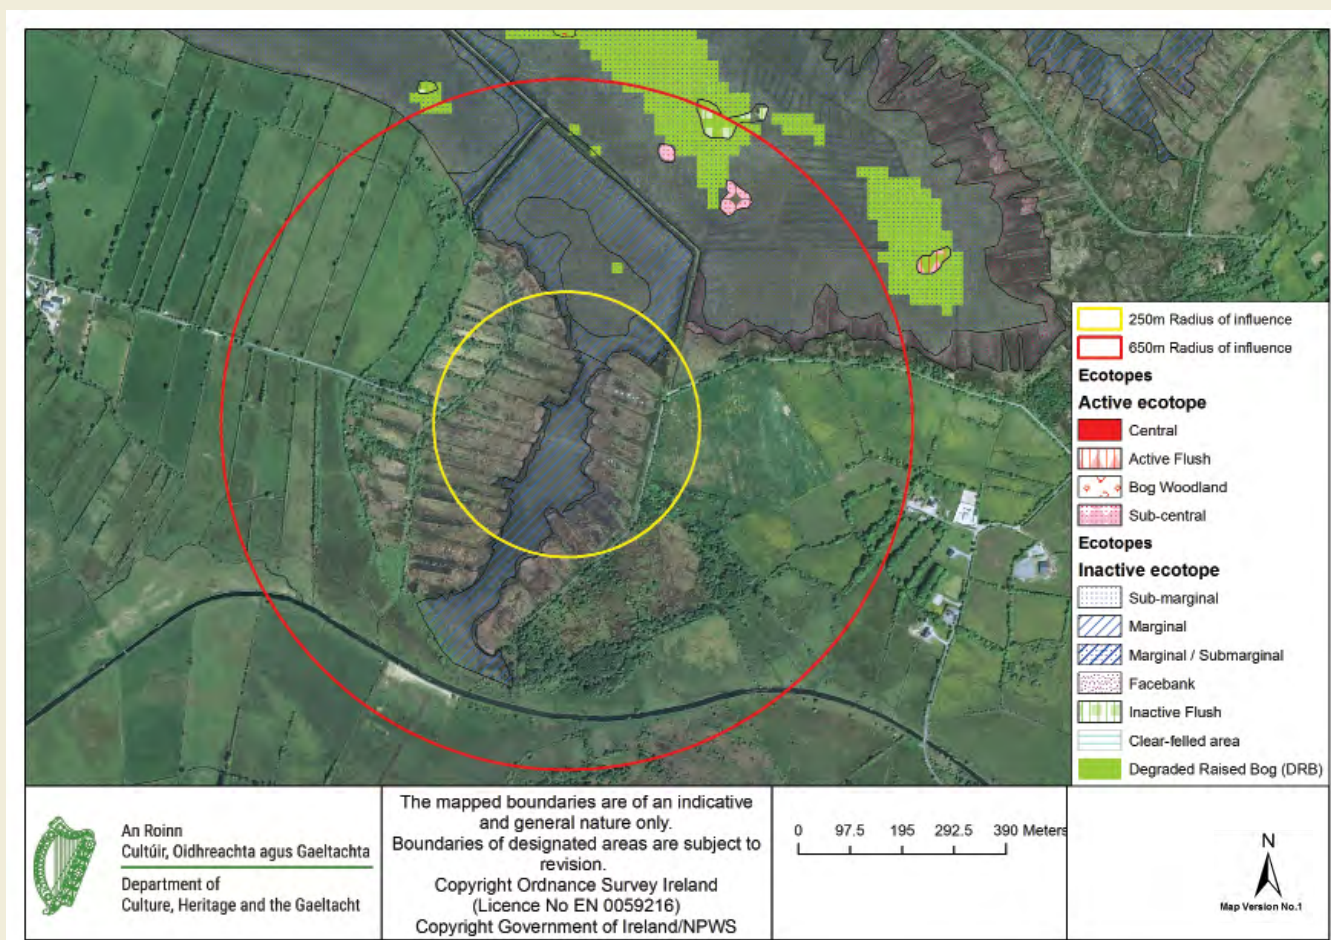 250m Radius of influence
650m Radius of influence
Ecotopes
Active ecotope
Central
Active Flush
Bog Woodland
Sub-central
Ecotopes
Inactive ecotope
Sub-marginal
Marginal
Marginal / Submarginal
Facebank
Inactive Flush
Clear-felled area
Degraded Raised Bog (DRB)
An Roinn
Cultúir, Oidhreachta agus Gaeltachta
Department of
Culture, Heritage and the Gaeltacht
The mapped boundaries are of an indicative
and general nature only.
Boundaries of designated areas are subject to
revision.
Copyright Ordnance Survey Ireland
(Licence No EN 0059216)
Copyright Government of Ireland/NPWS
0 97.5 195 292.5 390 Meters
N
Map Version No.1